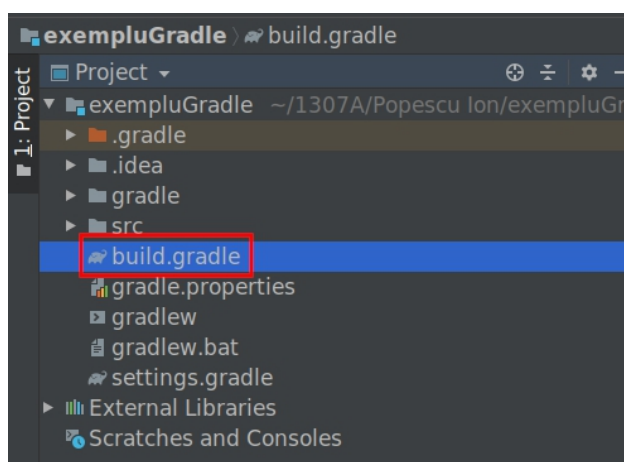 exempluGradle build.gradle
1: Project
Project
exempluGradle ~/1307A/Popescu Ion/exempluGr
.gradle
.idea
gradle
src
build.gradle
gradle.properties
gradlew
gradlew.bat
settings.gradle
External Libraries
Scratches and Consoles